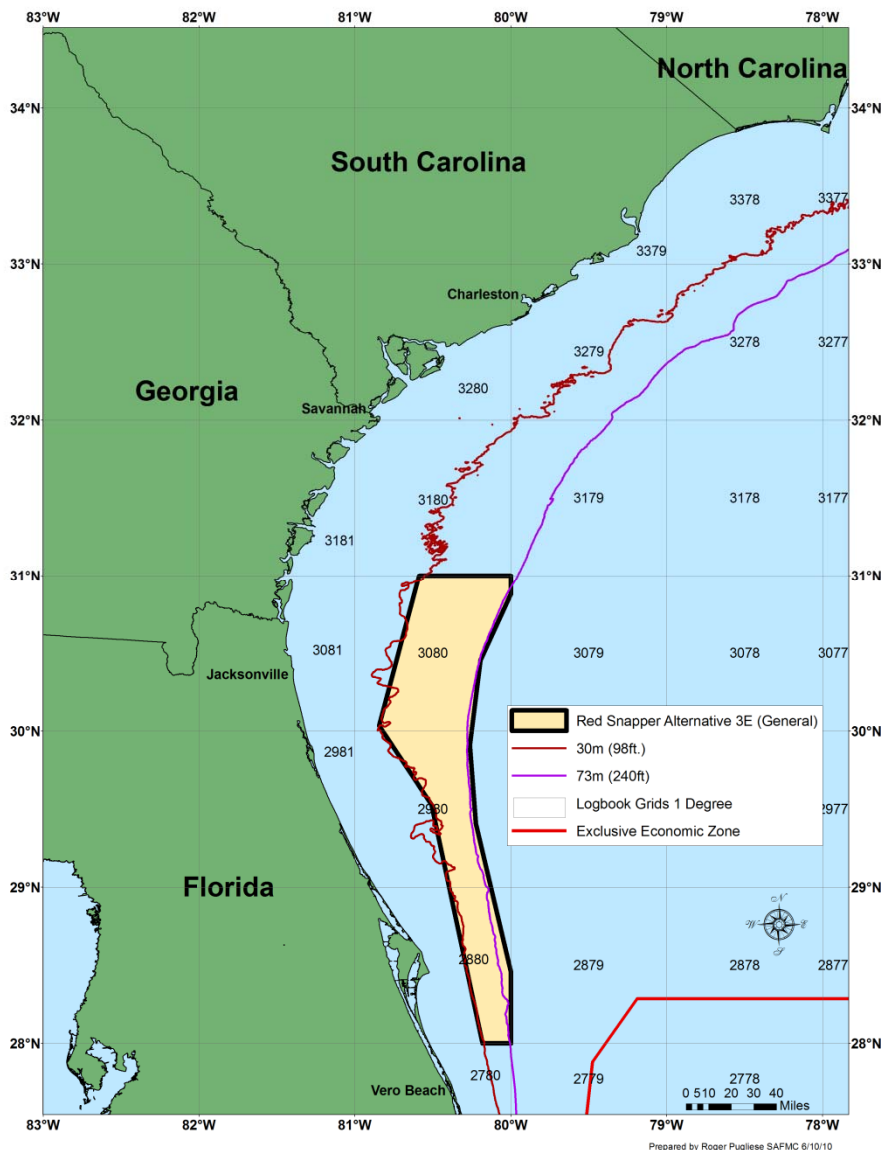 83°W 82°W 81°W 80°W 79°W 78°W
North Carolina
34°N 34°N
South Carolina
3378 3377
3379
33°N 33°N
Charleston
3278 3277
3279
Georgia
3280
Savannah
32°N 32°N
3180 3179 3178 3177
3181
31°N 31°N
3081 3080 3079 3078 3077
Jacksonville
30°N 30°N
Red Snapper Alternative 3E (General)
2981
30m (98ft.)
73m (240ft)
2980 2977
Logbook Grids 1 Degree
Exclusive Economic Zone
29°N 29°N
Florida
N
W E
S
2880 2879 2878 2877
28°N 28°N
2780 2779 2778
Vero Beach
0 510 20 30 40
Miles
83°W 82°W 81°W 80°W 79°W 78°W
Prepared by Roger Pugliese SAFMC 6/10/10